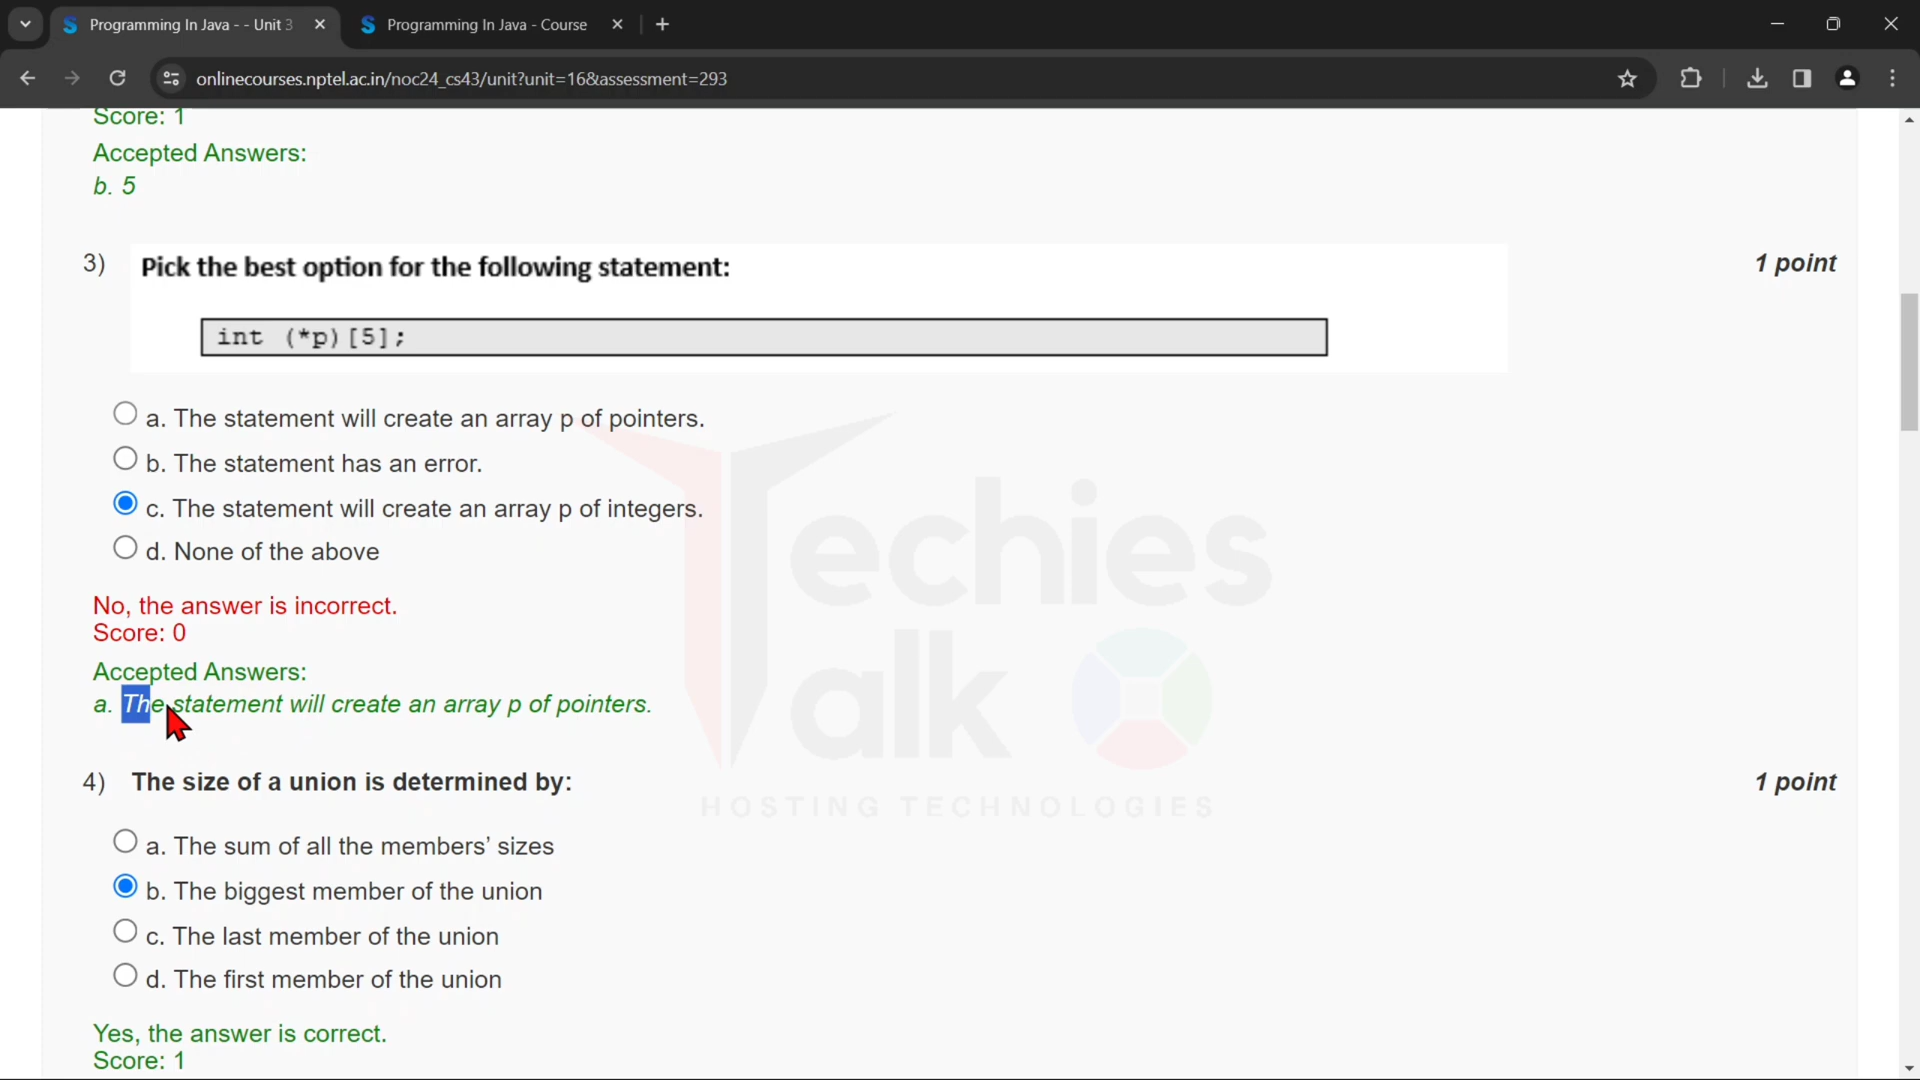 Programming In Java - - Unit 3
Programming In Java - Course
onlinecourses.nptel.ac.in/noc24_cs43/unit?unit=16&assessment=293
Score: 1
Accepted Answers:
b. 5
3) Pick the best option for the following statement: 1 point
int (*p)[5];
a. The statement will create an array p of pointers.
b. The statement has an error.
c. The statement will create an array p of integers.
d. None of the above
No, the answer is incorrect.
Score: 0
Accepted Answers:
a. The statement will create an array p of pointers.
4) The size of a union is determined by: 1 point
a. The sum of all the members’ sizes
b. The biggest member of the union
c. The last member of the union
d. The first member of the union
Yes, the answer is correct.
Score: 1
Techies
Talk
HOSTING TECHNOLOGIES